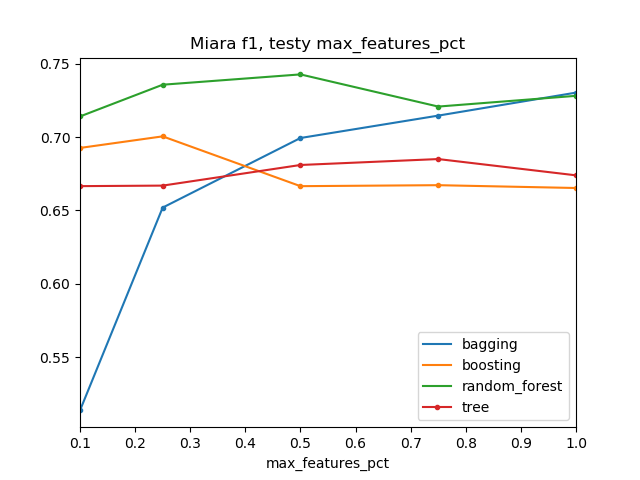 Miara f1, testy max_features_pct
0.75
0.70
0.65
0.60
0.55
0.1 0.2 0.3 0.4 0.5 0.6 0.7 0.8 0.9 1.0
max_features_pct
bagging
boosting
random_forest
tree